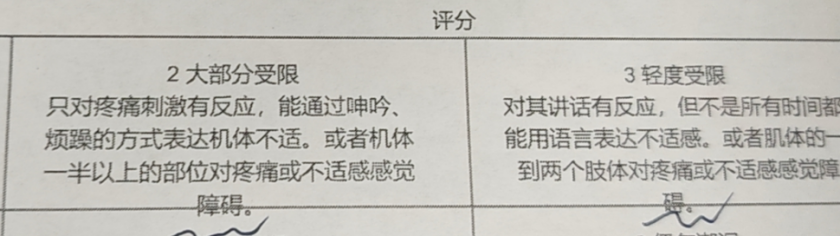 评分
2 大部分受限
只对疼痛刺激有反应，能通过呻吟、
烦躁的方式表达机体不适。或者机体
一半以上的部位对疼痛或不适感感觉
障碍。
3 轻度受限
对其讲话有反应，但不是所有时间都
能用语言表达不适感。或者肌体的一
到两个肢体对疼痛或不适感感觉障
碍。